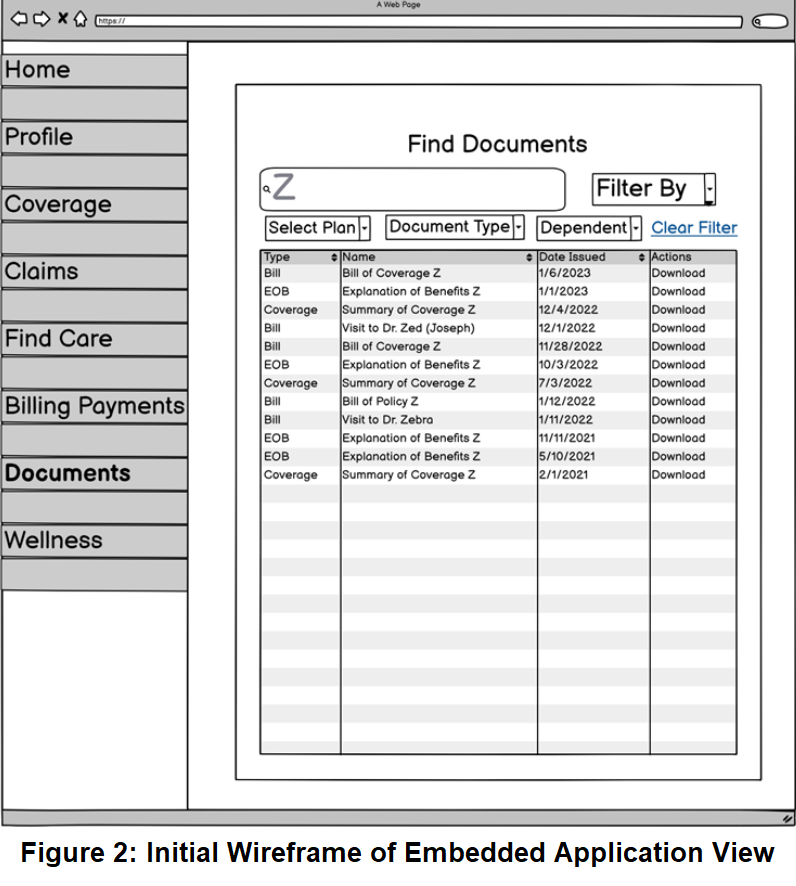 A Web Page
https://
Home
Profile
Coverage
Claims
Find Care
Billing Payments
Documents
Wellness
Find Documents
Z
Filter By
Select Plan Document Type Dependent Clear Filter
Type Name Date Issued Actions
Bill Bill of Coverage Z 1/6/2023 Download
EOB Explanation of Benefits Z 1/1/2023 Download
Coverage Summary of Coverage Z 12/4/2022 Download
Bill Visit to Dr. Zed (Joseph) 12/1/2022 Download
Bill Bill of Coverage Z 11/28/2022 Download
EOB Explanation of Benefits Z 10/3/2022 Download
Coverage Summary of Coverage Z 7/3/2022 Download
Bill Bill of Policy Z 1/12/2022 Download
Bill Visit to Dr. Zebra 1/11/2022 Download
EOB Explanation of Benefits Z 11/11/2021 Download
EOB Explanation of Benefits Z 5/10/2021 Download
Coverage Summary of Coverage Z 2/1/2021 Download
Figure 2: Initial Wireframe of Embedded Application View